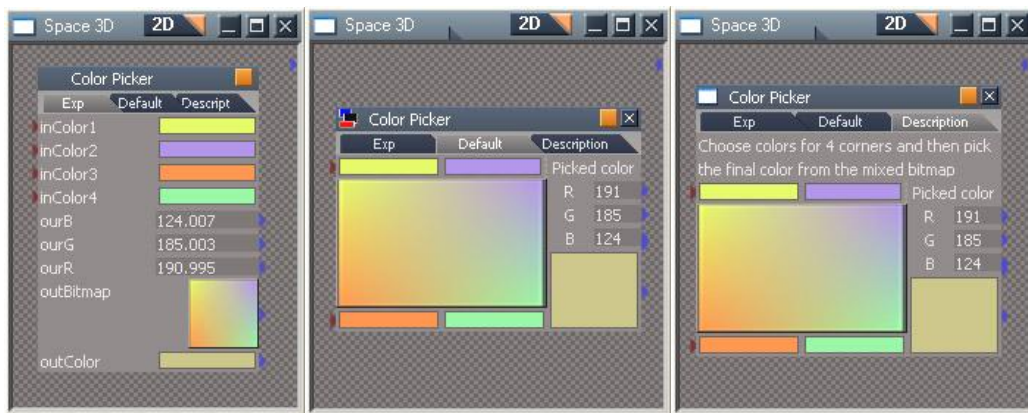 Space 3D 2D
Color Picker
Exp Default Descript
inColor1
inColor2
inColor3
inColor4
ourB 124.007
ourG 185.003
ourR 190.995
outBitmap
outColor
Space 3D 2D
Color Picker
Exp Default Description
Picked color
R 191
G 185
B 124
Space 3D 2D
Color Picker
Exp Default Description
Choose colors for 4 corners and then pick
the final color from the mixed bitmap
Picked color
R 191
G 185
B 124